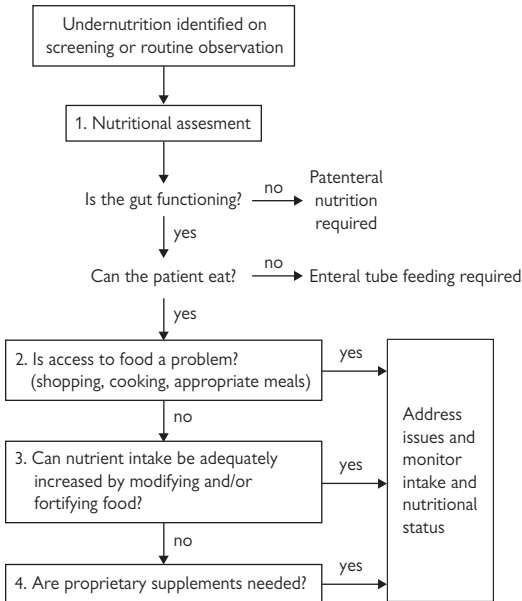 Undernutrition identified on
screening or routine observation
1. Nutritional assesment
Is the gut functioning?
no
Patenteral
nutrition
required
yes
Can the patient eat?
no
Enteral tube feeding required
yes
2. Is access to food a problem?
(shopping, cooking, appropriate meals)
yes
no
3. Can nutrient intake be adequately
increased by modifying and/or
fortifying food?
yes
no
4. Are proprietary supplements needed?
yes
Address
issues and
monitor
intake and
nutritional
status